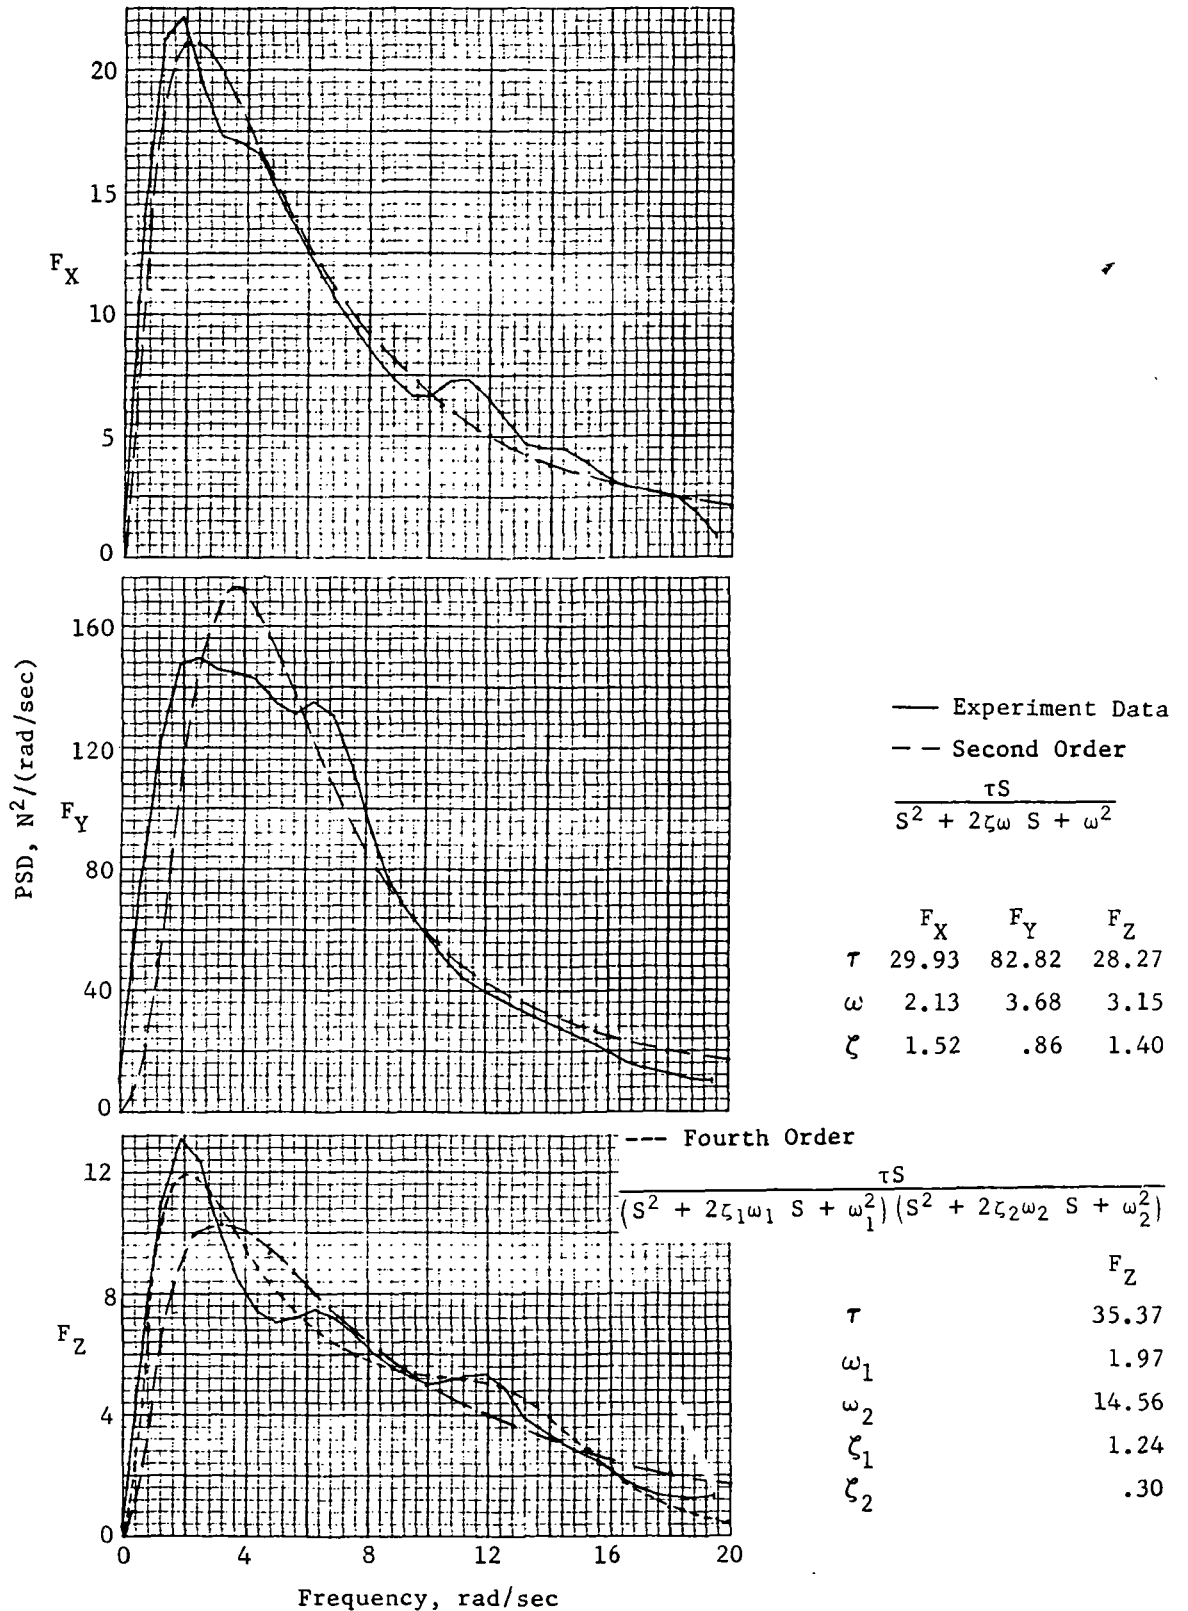 20
15
F_X
10
5
0
PSD, N²/(rad/sec)
160
120
F_Y
80
40
0
12
8
F_Z
4
0
0 4 8 12 16 20
Frequency, rad/sec
—— Experiment Data
— — Second Order
τS
S² + 2ζω S + ω²
F_X F_Y F_Z
τ 29.93 82.82 28.27
ω 2.13 3.68 3.15
ζ 1.52 .86 1.40
--- Fourth Order
τS
(S² + 2ζ₁ω₁ S + ω₁²)(S² + 2ζ₂ω₂ S + ω₂²)
F_Z
τ 35.37
ω₁ 1.97
ω₂ 14.56
ζ₁ 1.24
ζ₂ .30